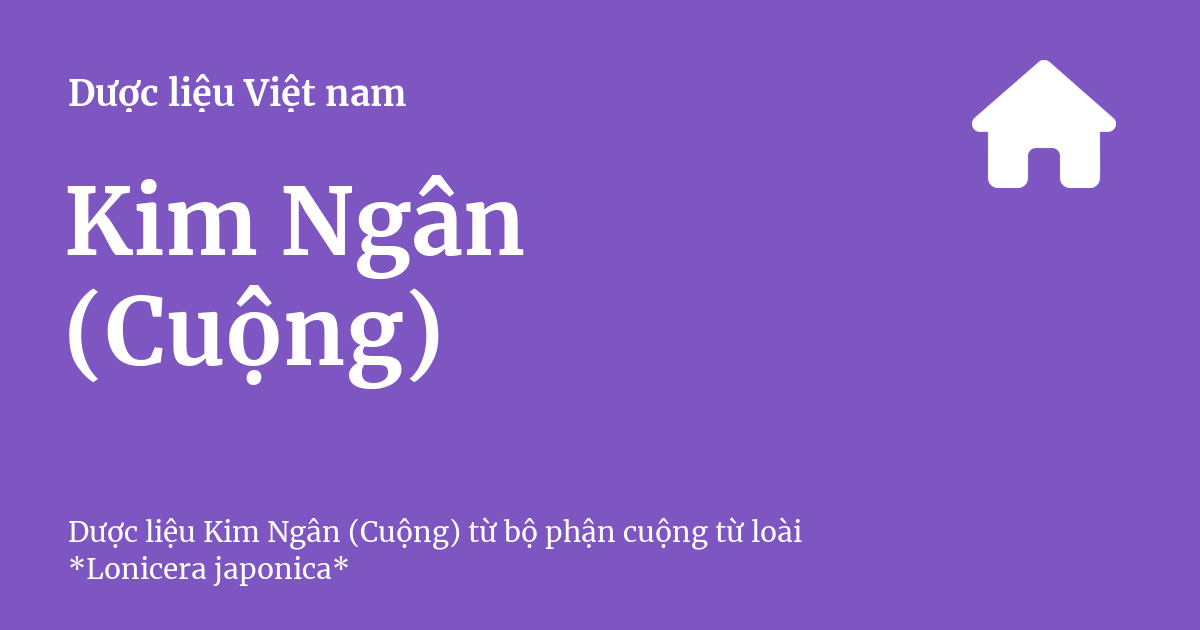 Dược liệu Việt nam
Kim Ngân
(Cuộng)
Dược liệu Kim Ngân (Cuộng) từ bộ phận cuộng từ loài
*Lonicera japonica*